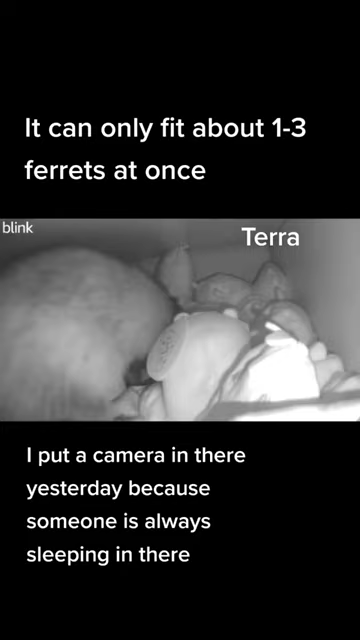 It can only fit about 1-3
ferrets at once
blink
Terra
I put a camera in there
yesterday because
someone is always
sleeping in there